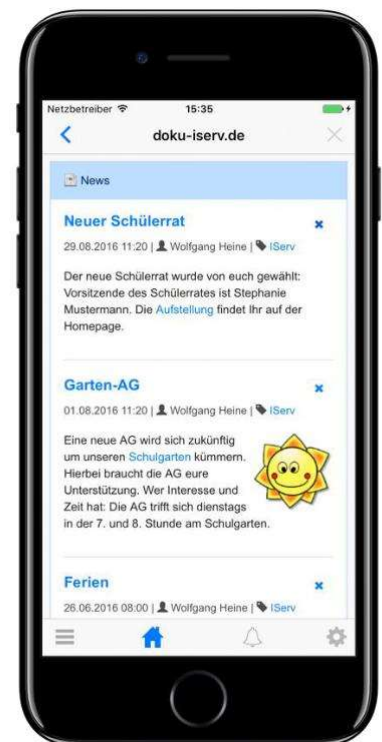 Netzbetreiber 15:35
doku-iserv.de
News
Neuer Schülerrat
29.08.2016 11:20 | Wolfgang Heine | IServ
Der neue Schülerrat wurde von euch gewählt:
Vorsitzende des Schülerrates ist Stephanie
Mustermann. Die Aufstellung findet Ihr auf der
Homepage.
Garten-AG
01.08.2016 11:20 | Wolfgang Heine | IServ
Eine neue AG wird sich zukünftig
um unseren Schulgarten kümmern.
Hierbei braucht die AG eure
Unterstützung. Wer Interesse und
Zeit hat: Die AG trifft sich dienstags
in der 7. und 8. Stunde am Schulgarten.
Ferien
26.06.2016 08:00 | Wolfgang Heine | IServ